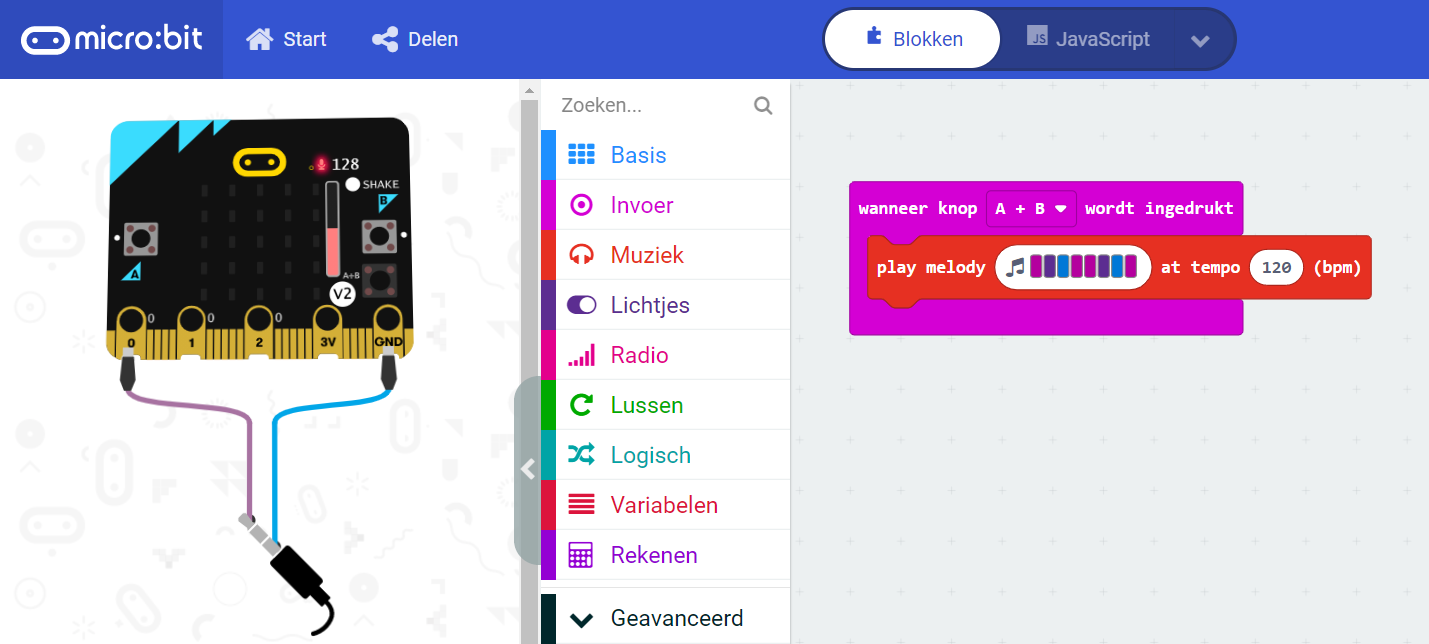 micro:bit
Start
Delen
Blokken
JS JavaScript
128
SHAKE
B
A
A+B
V2
0 0 0
0 1 2 3V GND
Zoeken...
Basis
Invoer
Muziek
Lichtjes
Radio
Lussen
Logisch
Variabelen
Rekenen
Geavanceerd
wanneer knop A + B wordt ingedrukt
play melody at tempo 120 (bpm)